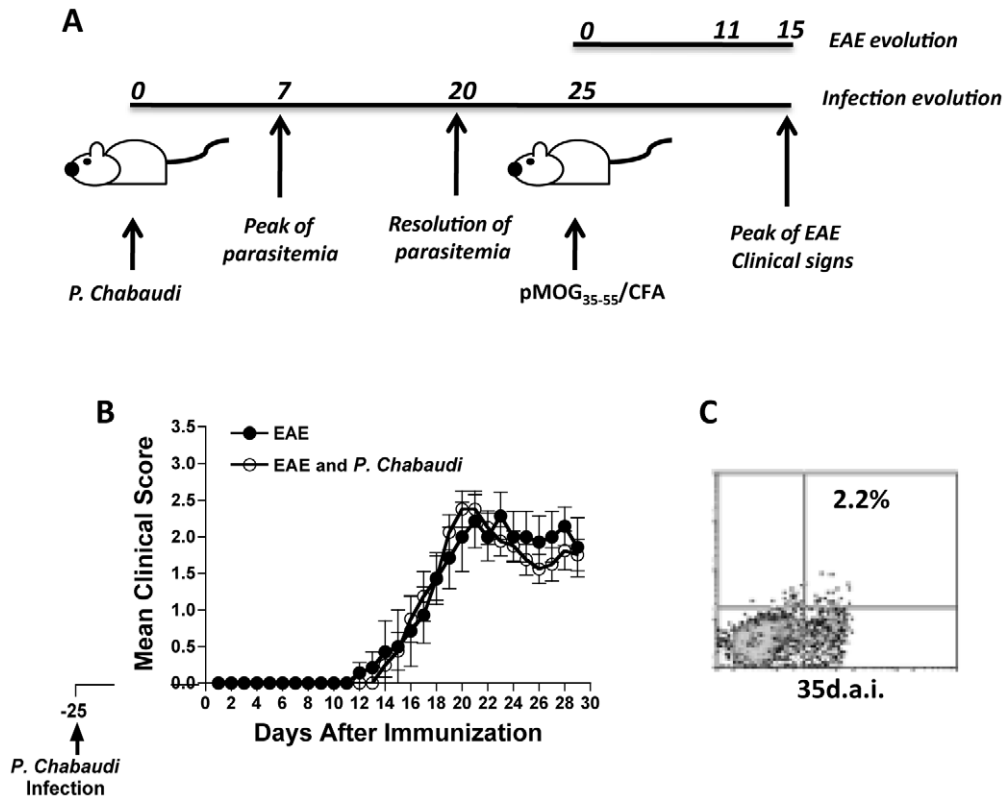 A
0 11 15 EAE evolution
0 7 20 25 Infection evolution
Peak of
parasitemia
Resolution of
parasitemia
Peak of EAE
Clinical signs
P. Chabaudi
pMOG35-55/CFA
B
Mean Clinical Score
3.5
3.0
2.5
2.0
1.5
1.0
0.5
0.0
EAE
EAE and P. Chabaudi
0 2 4 6 8 10 12 14 16 18 20 22 24 26 28 30
Days After Immunization
-25
P. Chabaudi
Infection
C
2.2%
35d.a.i.